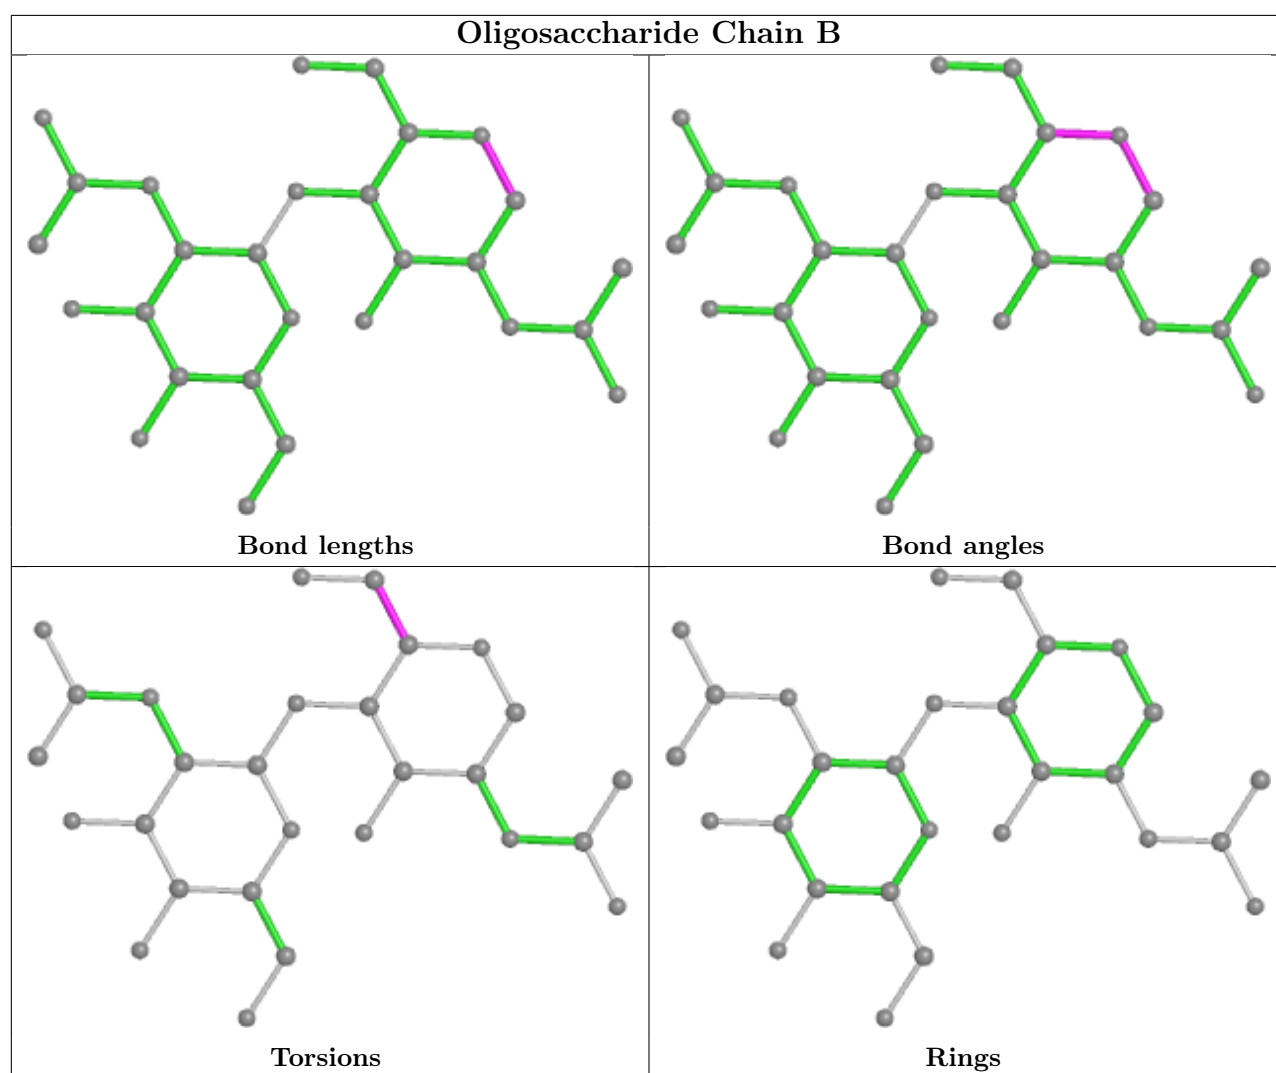 Oligosaccharide Chain B
Bond lengths
Bond angles
Torsions
Rings